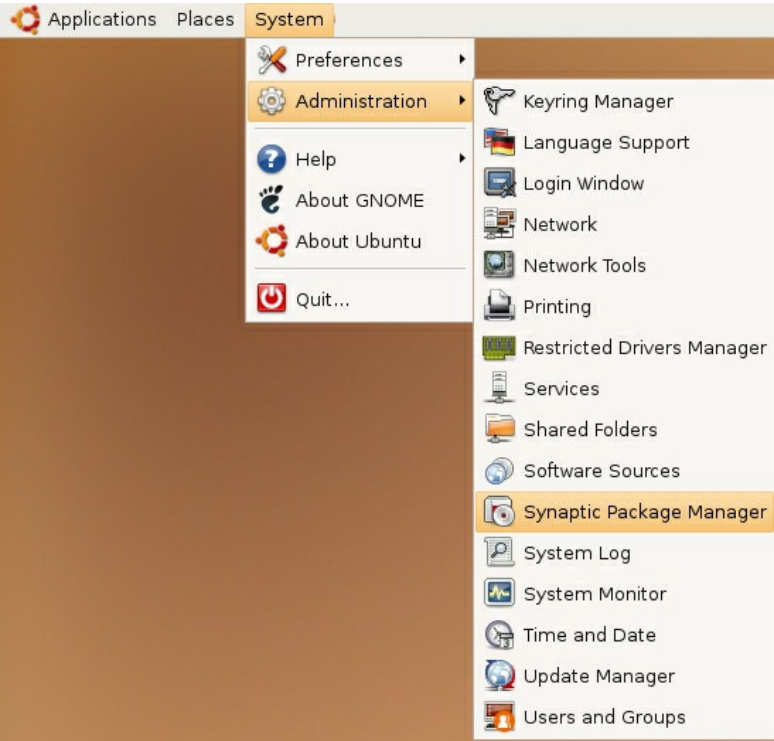 Applications Places System
Preferences
Administration
Help
About GNOME
About Ubuntu
Quit...
Keyring Manager
Language Support
Login Window
Network
Network Tools
Printing
Restricted Drivers Manager
Services
Shared Folders
Software Sources
Synaptic Package Manager
System Log
System Monitor
Time and Date
Update Manager
Users and Groups